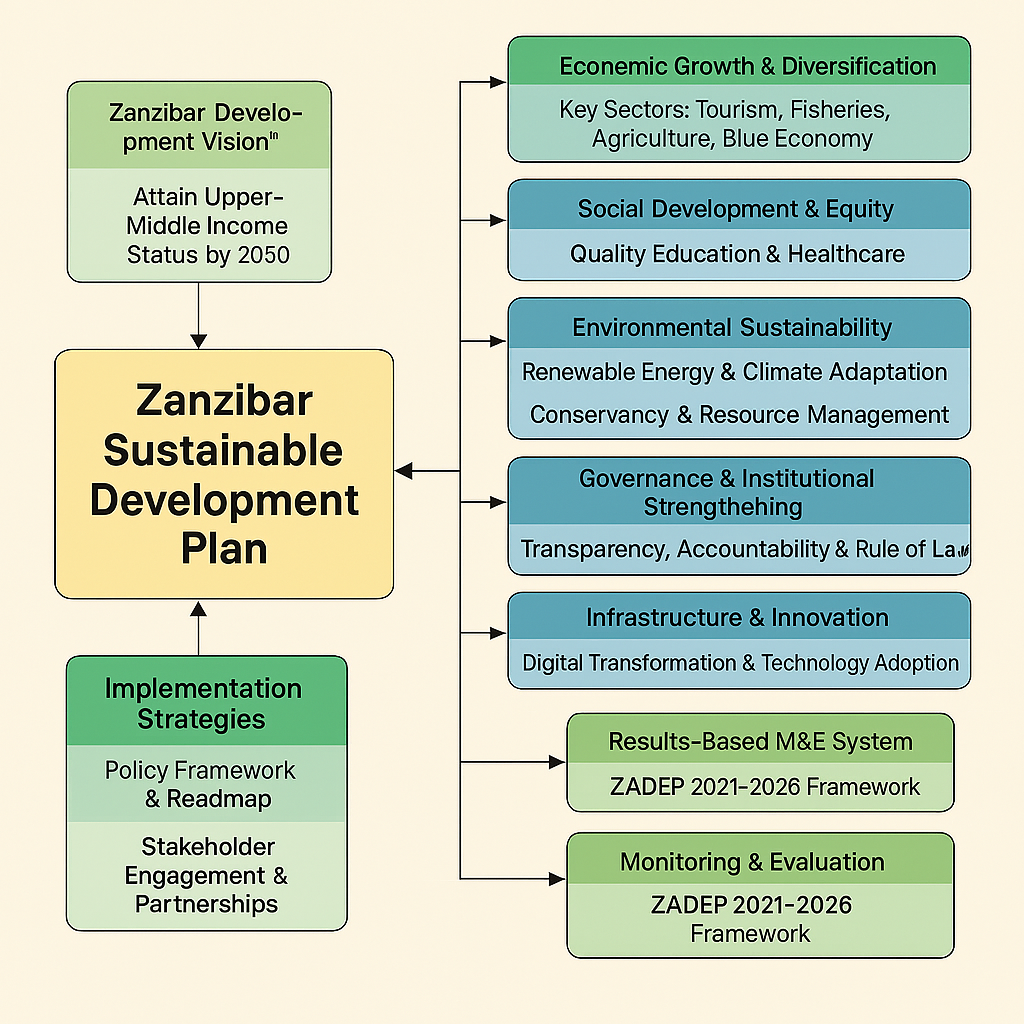 Zanzibar Develo-
pment Vision
Attain Upper-
Middle Income
Status by 2050
Zanzibar
Sustainable
Development
Plan
Implementation
Strategies
Policy Framework
& Readmap
Stakeholder
Engagement &
Partnerships
Economic Growth & Diversification
Key Sectors: Tourism, Fisheries,
Agriculture, Blue Economy
Social Development & Equity
Quality Education & Healthcare
Environmental Sustainability
Renewable Energy & Climate Adaptation
Conservancy & Resource Management
Governance & Institutional
Strengthehing
Transparency, Accountability & Rule of
Infrastructure & Innovation
Digital Transformation & Technology Adoption
Results-Based M&E System
ZADEP 2021-2026 Framework
Monitoring & Evaluation
ZADEP 2021-2026
Framework